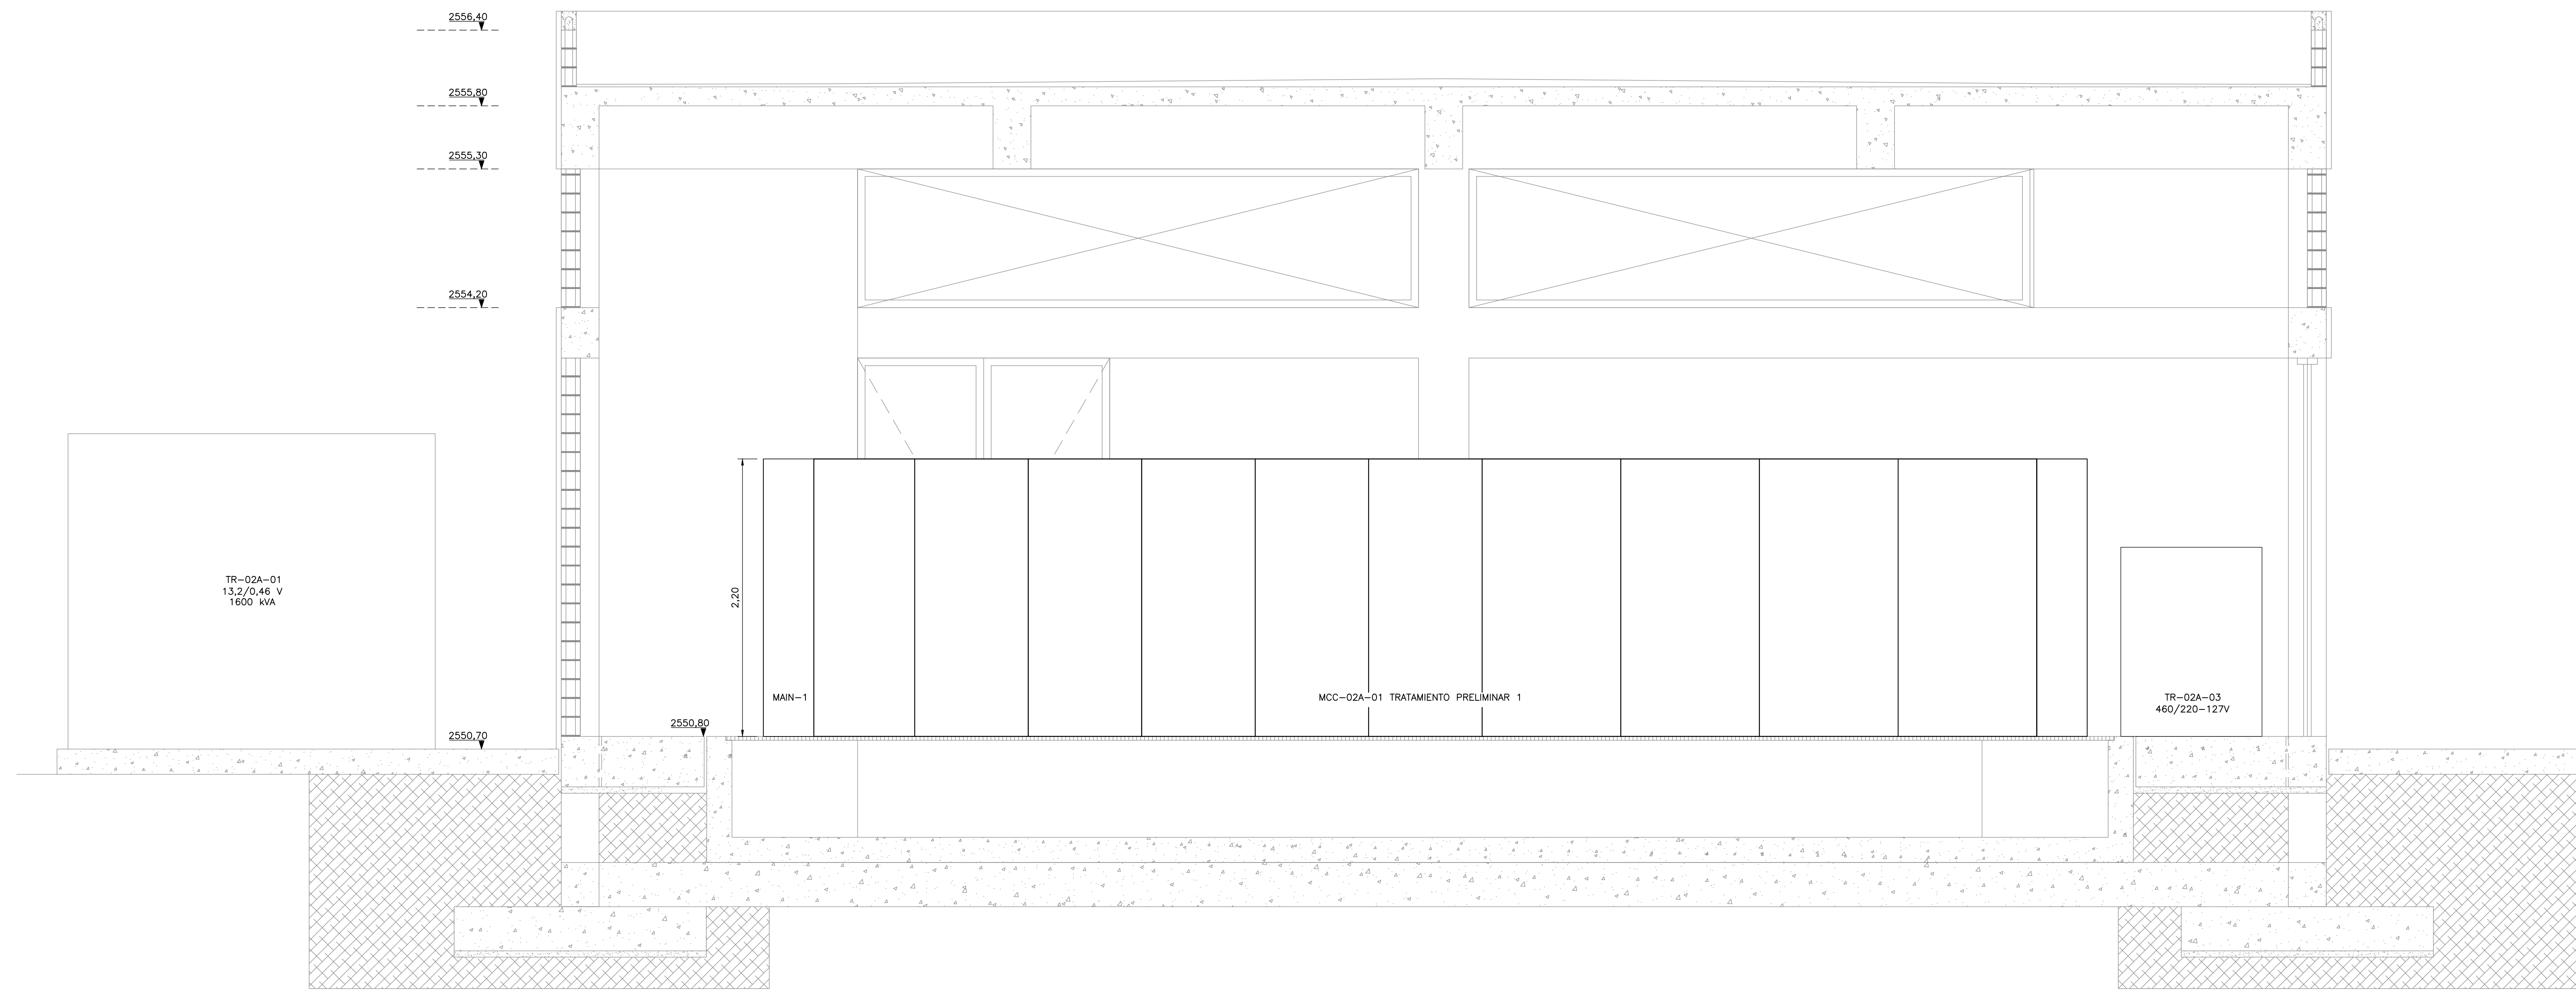 2556,40
2555,80
2555,30
2554,20
TR-02A-01
13,2/0,46 V
1600 kVA
2,20
MAIN-1
MCC-02A-01 TRATAMIENTO PRELIMINAR 1
TR-02A-03
460/220-127V
2550,80
2550,70